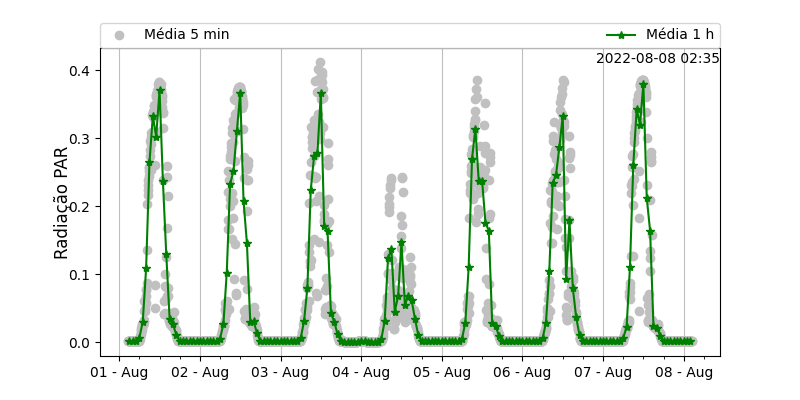 Média 5 min
Média 1 h
2022-08-08 02:35
Radiação PAR
0.4
0.3
0.2
0.1
0.0
01 - Aug
02 - Aug
03 - Aug
04 - Aug
05 - Aug
06 - Aug
07 - Aug
08 - Aug